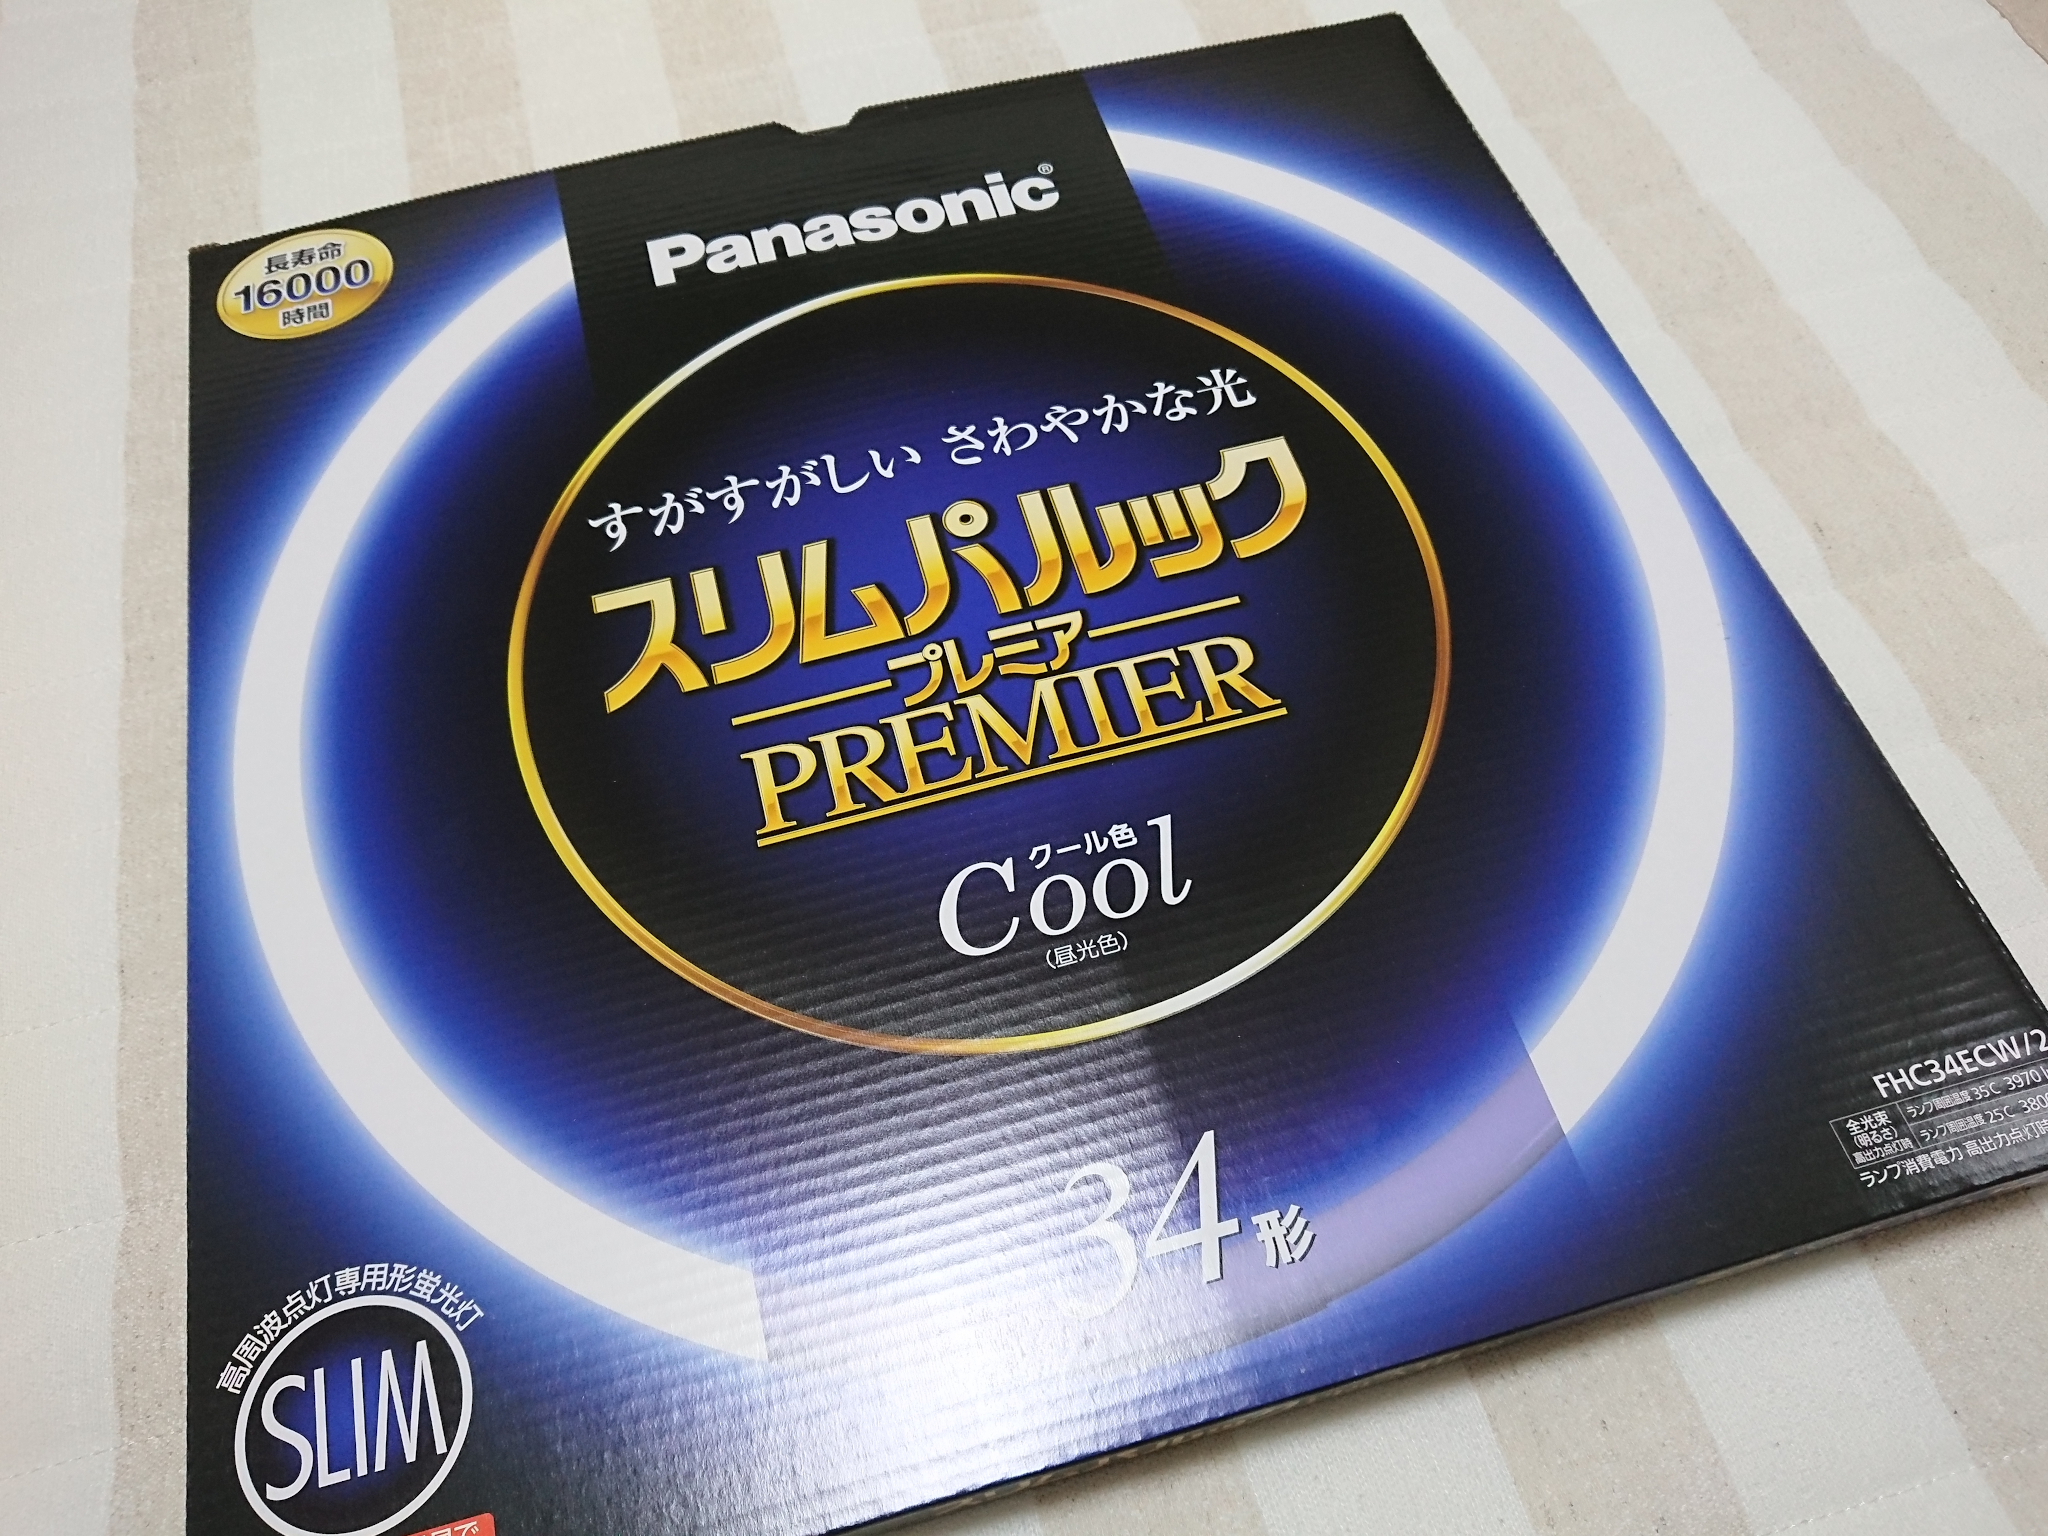 Panasonic®
長寿命
16000
時間
すがすがしい さわやかな光
スリムパルック
プレミア
PREMIER
クール色
Cool
(昼光色)
34形
高周波点灯専用形蛍光灯
SLIM
FHC34ECW/2
全光束
(明るさ)
高出力点灯時
ランプ周囲温度 35℃ 3970
ランプ周囲温度 25℃ 380
ランプ消費電力 高出力点灯時